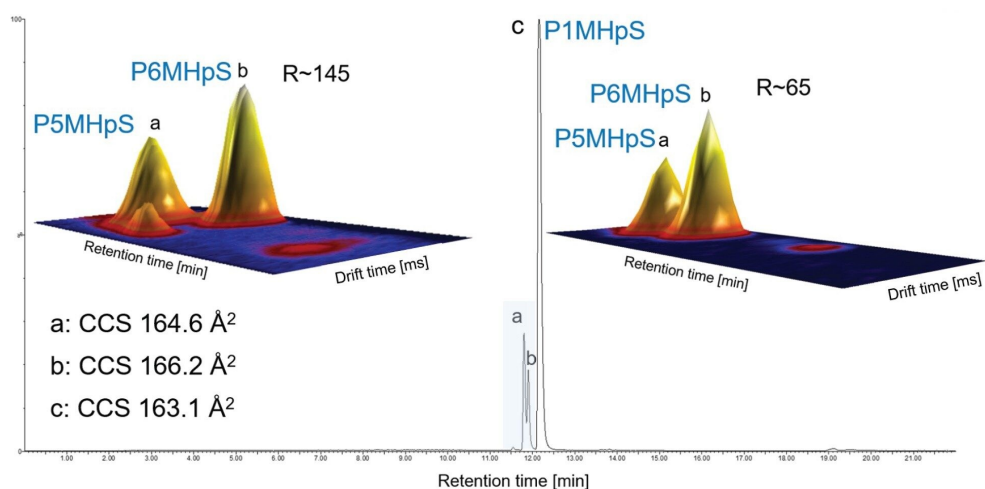 100
P6MHpS b R~145
P5MHpS a
Retention time [min]
Drift time [ms]
c P1MHpS
P6MHpS b R~65
P5MHpS a
Retention time [min]
Drift time [ms]
%
a: CCS 164.6 Å²
b: CCS 166.2 Å²
c: CCS 163.1 Å²
a
b
0
1.00 2.00 3.00 4.00 5.00 6.00 7.00 8.00 9.00 10.00 11.00 12.00 13.00 14.00 15.00 16.00 17.00 18.00 19.00 20.00 21.00
Retention time [min]